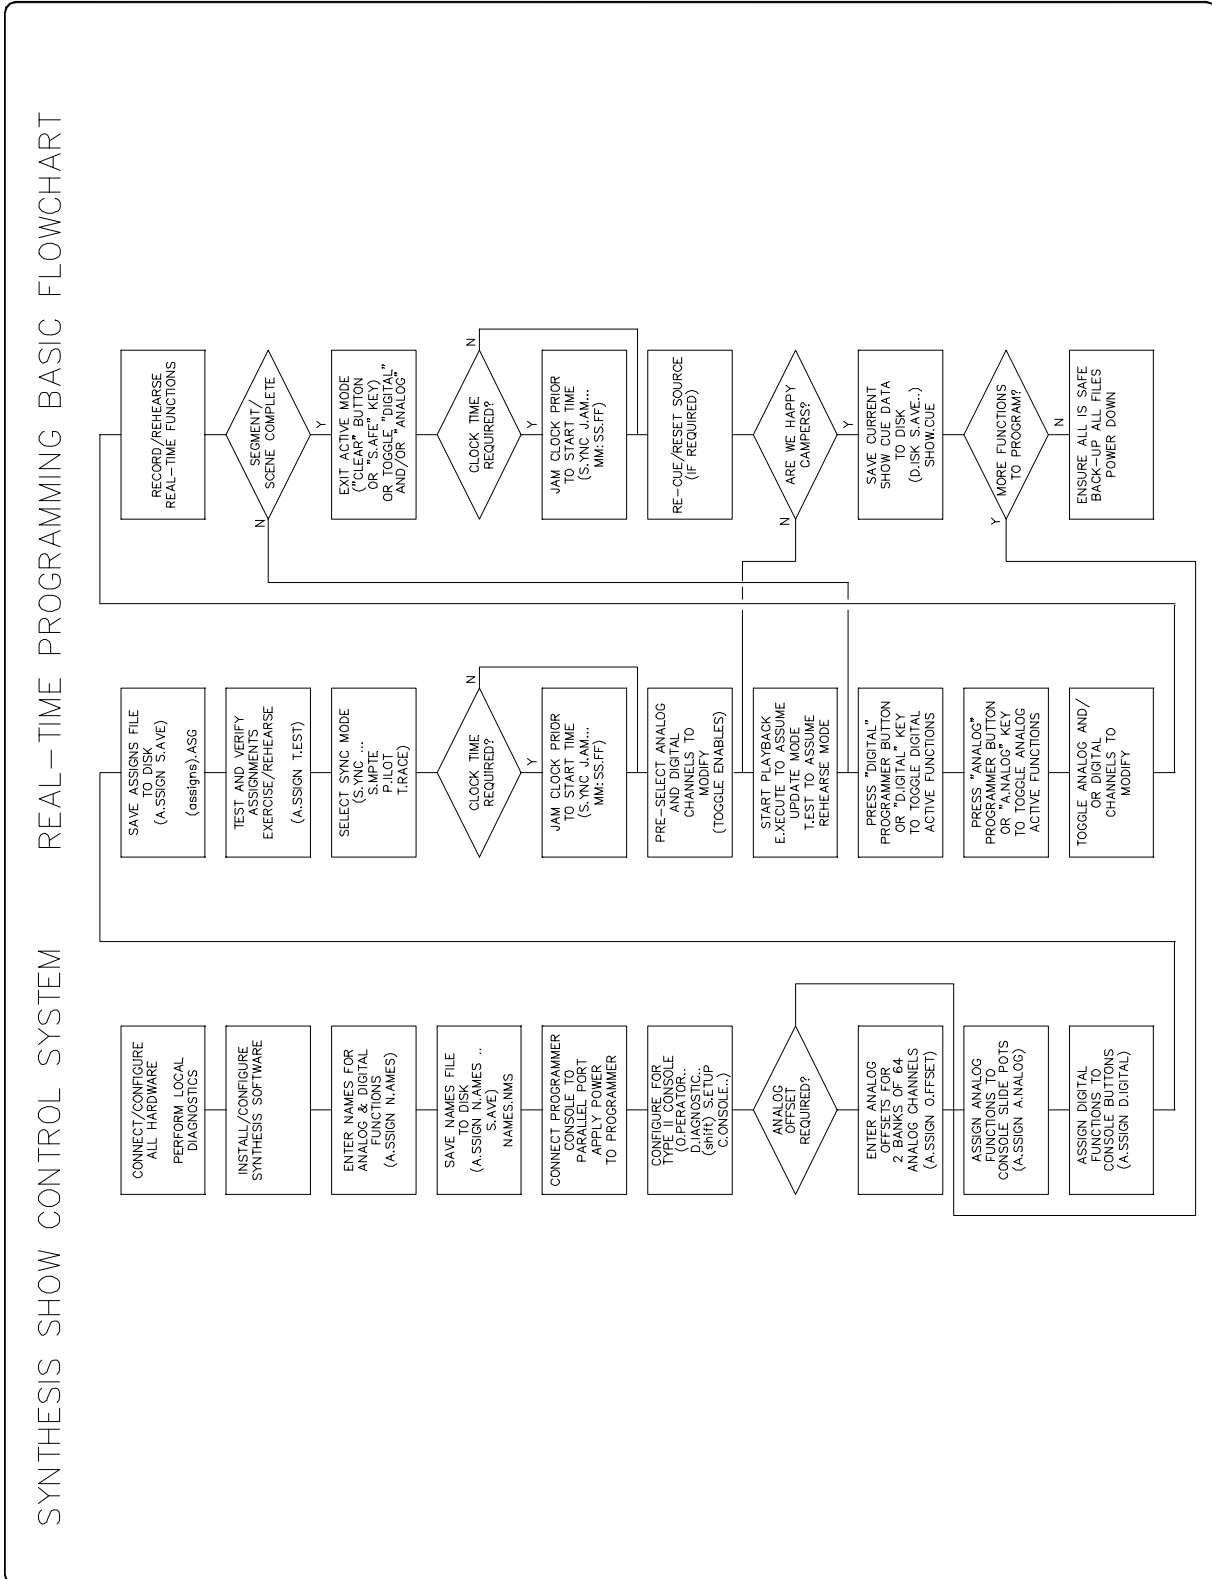 SYNTHESIS SHOW CONTROL SYSTEM REAL-TIME PROGRAMMING BASIC FLOWCHART
CONNECT/CONFIGURE
ALL HARDWARE
PERFORM LOCAL
DIAGNOSTICS
INSTALL/CONFIGURE
SYNTHESIS SOFTWARE
ENTER NAMES FOR
ANALOG & DIGITAL
FUNCTIONS
(A.SSIGN N.AMES)
SAVE NAMES FILE
TO DISK
(A.SSIGN N.AMES ..
S.AVE)
NAMES.NMS
CONNECT PROGRAMMER
CONSOLE TO
PARALLEL PORT
APPLY POWER
TO PROGRAMMER
CONFIGURE FOR
TYPE II CONSOLE
(O.PERATOR..
D.IAGNOSTIC..
(shift) S.ETUP
C.ONSOLE..)
ANALOG
OFFSET
REQUIRED?
ENTER ANALOG
OFFSETS FOR
2 BANKS OF 64
ANALOG CHANNELS
(A.SSIGN O.FFSET)
ASSIGN ANALOG
FUNCTIONS TO
CONSOLE SLIDE POTS
(A.SSIGN A.NALOG)
ASSIGN DIGITAL
FUNCTIONS TO
CONSOLE BUTTONS
(A.SSIGN D.IGITAL)
SAVE ASSIGNS FILE
TO DISK
(A.SSIGN S.AVE)
(assigns).ASG
TEST AND VERIFY
ASSIGNMENTS
EXERCISE/REHEARSE
(A.SSIGN T.EST)
SELECT SYNC MODE
(S.YNC ...
S.MPTE
P.ILOT
T.RACE)
CLOCK TIME
REQUIRED?
N
Y
JAM CLOCK PRIOR
TO START TIME
(S.YNC J.AM...
MM:SS.FF)
PRE-SELECT ANALOG
AND DIGITAL
CHANNELS TO
MODIFY
(TOGGLE ENABLES)
START PLAYBACK
E.XECUTE TO ASSUME
UPDATE MODE
T.EST TO ASSUME
REHEARSE MODE
PRESS "DIGITAL"
PROGRAMMER BUTTON
OR "D.IGITAL" KEY
TO TOGGLE DIGITAL
ACTIVE FUNCTIONS
PRESS "ANALOG"
PROGRAMMER BUTTON
OR "A.NALOG" KEY
TO TOGGLE ANALOG
ACTIVE FUNCTIONS
TOGGLE ANALOG AND/
OR DIGITAL
CHANNELS TO
MODIFY
RECORD/REHEARSE
REAL-TIME FUNCTIONS
SEGMENT/
SCENE COMPLETE
N
Y
EXIT ACTIVE MODE
("CLEAR" BUTTON
OR "S.AFE" KEY)
OR TOGGLE "DIGITAL"
AND/OR "ANALOG"
CLOCK TIME
REQUIRED?
N
Y
JAM CLOCK PRIOR
TO START TIME
(S.YNC J.AM...
MM:SS.FF)
RE-CUE/RESET SOURCE
(IF REQUIRED)
ARE WE HAPPY
CAMPERS?
N
Y
SAVE CURRENT
SHOW CUE DATA
TO DISK
(D.ISK S.AVE..)
SHOW.CUE
MORE FUNCTIONS
TO PROGRAM?
Y
N
ENSURE ALL IS SAFE
BACK-UP ALL FILES
POWER DOWN